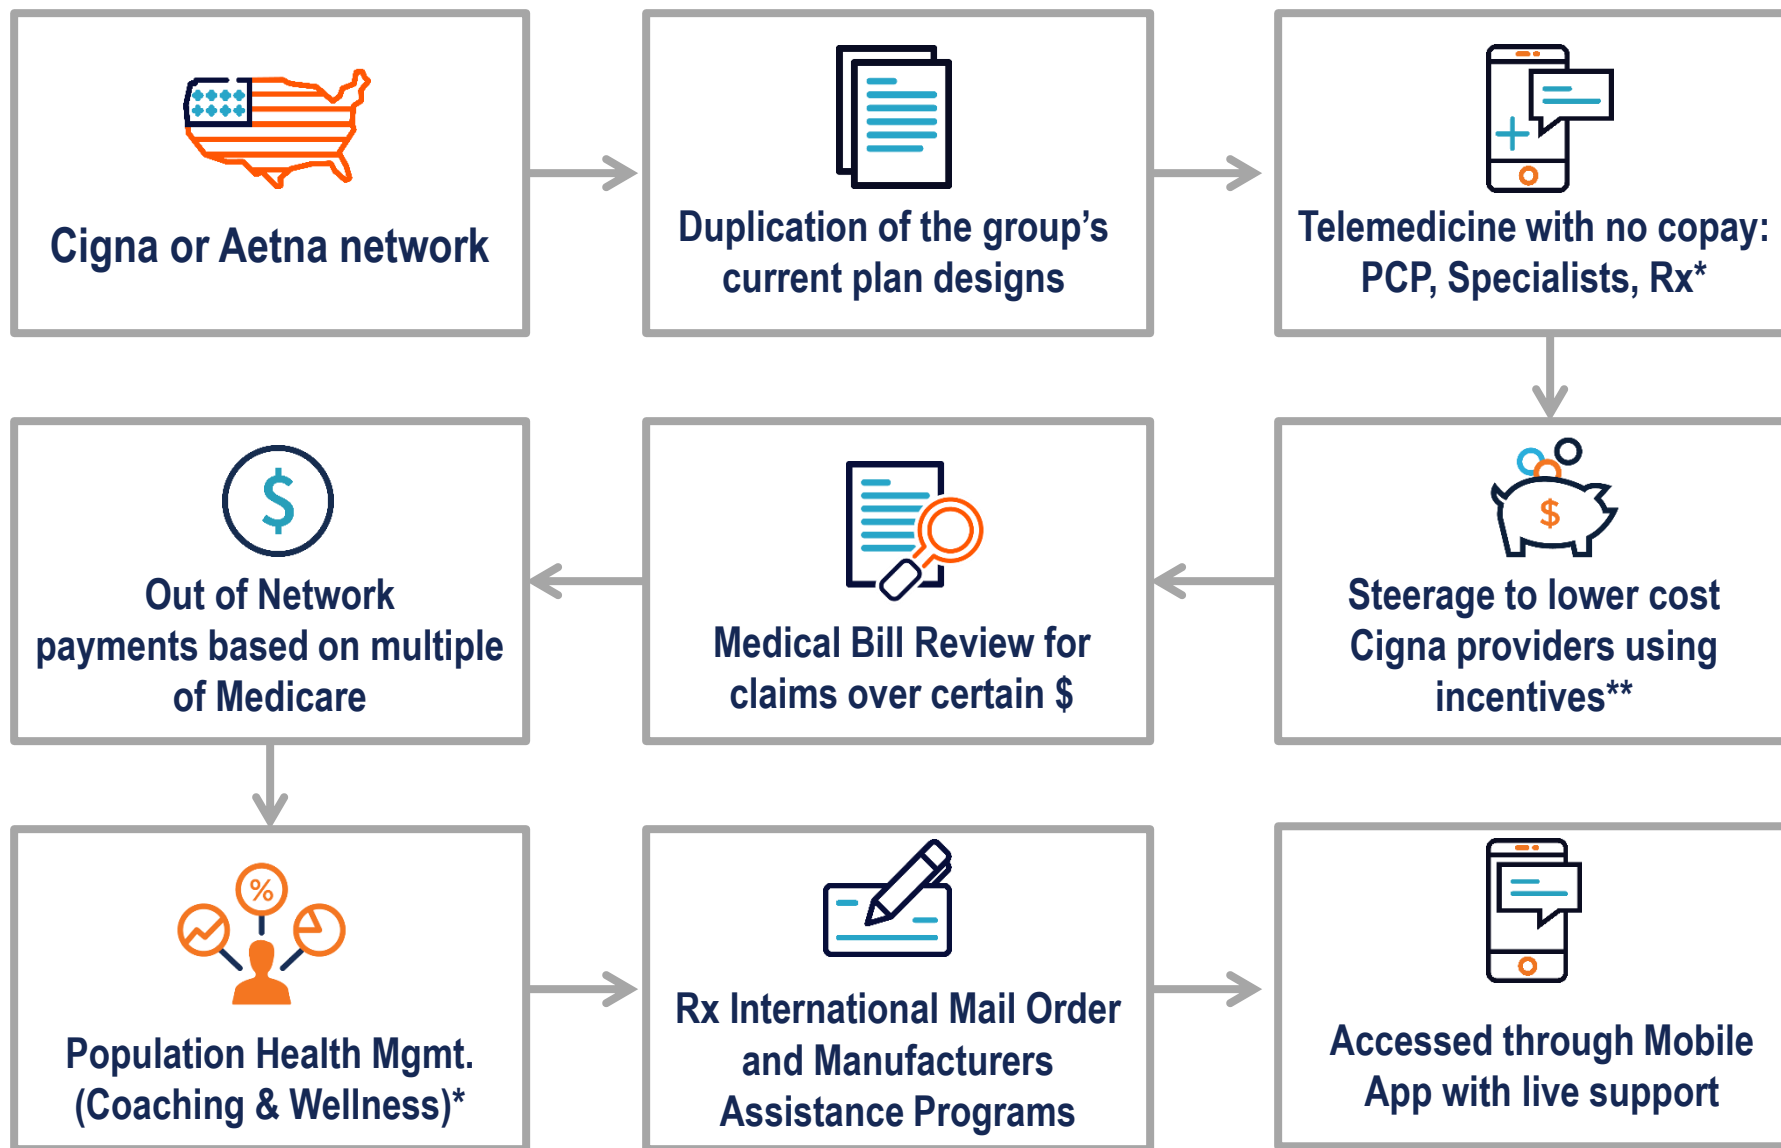 Cigna or Aetna network
Duplication of the group’s
current plan designs
Telemedicine with no copay:
PCP, Specialists, Rx*
$
Steerage to lower cost
Cigna providers using
incentives**
Medical Bill Review for
claims over certain $
$
Out of Network
payments based on multiple
of Medicare
%
Population Health Mgmt.
(Coaching & Wellness)*
Rx International Mail Order
and Manufacturers
Assistance Programs
Accessed through Mobile
App with live support